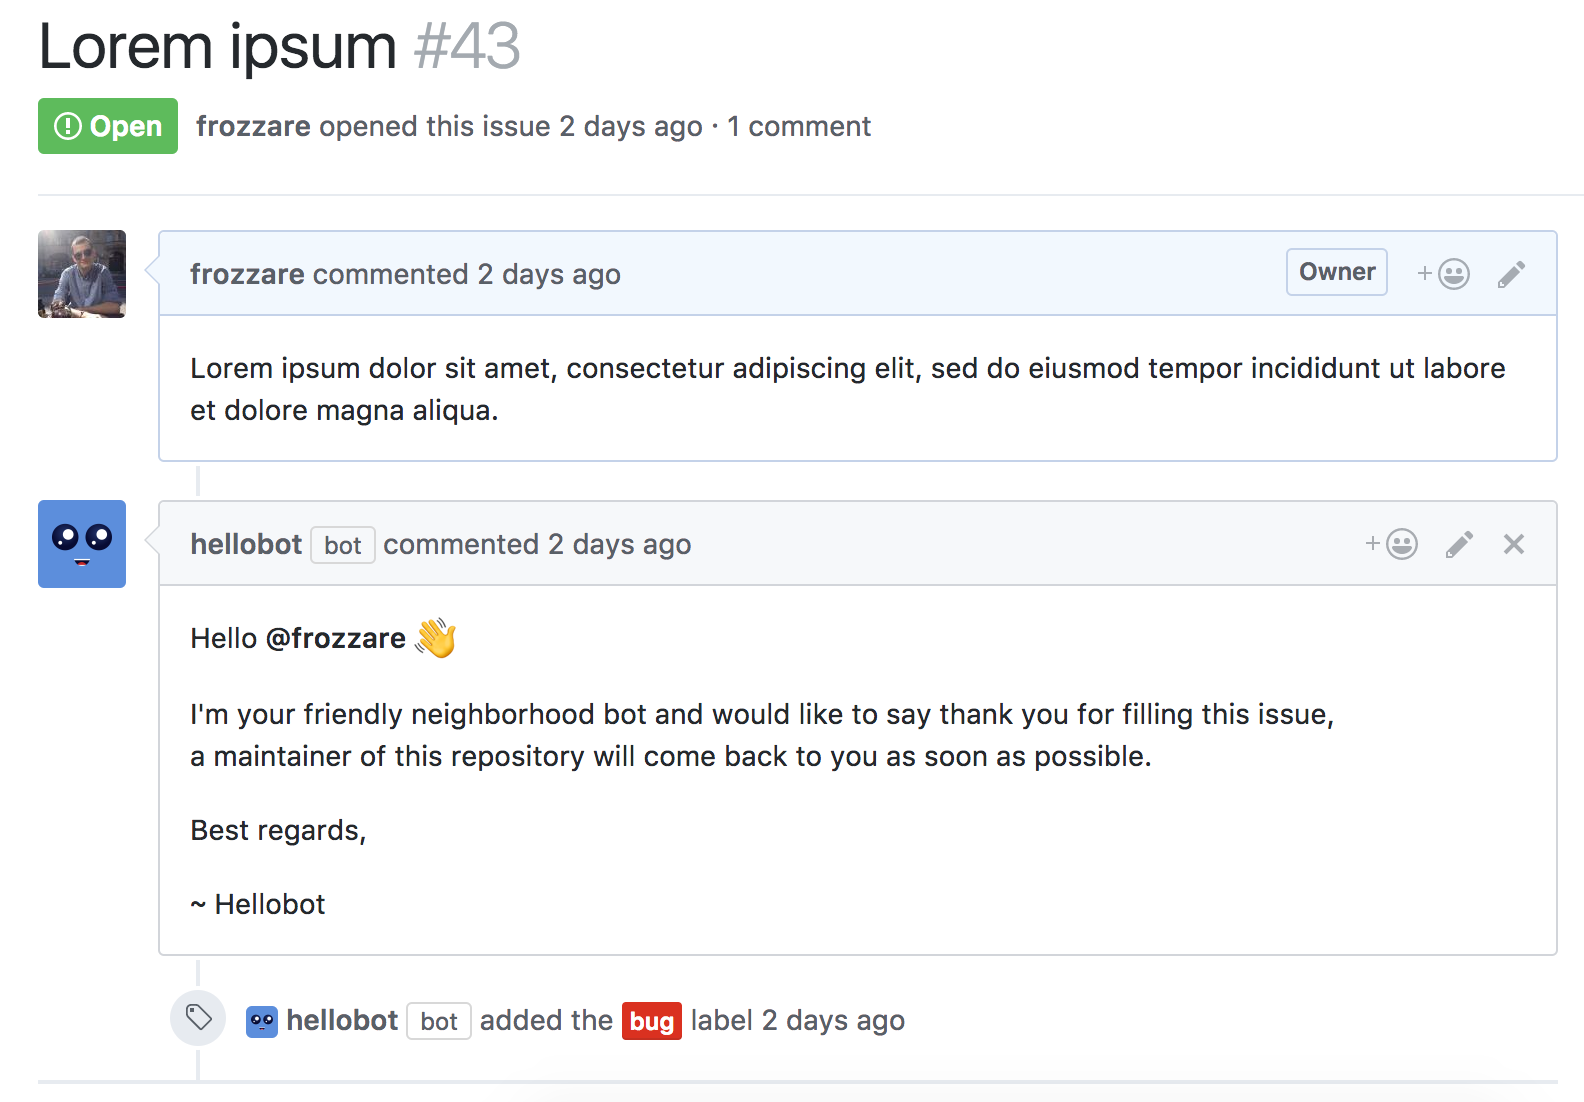 Lorem ipsum #43
Open frozzare opened this issue 2 days ago · 1 comment
frozzare commented 2 days ago Owner
Lorem ipsum dolor sit amet, consectetur adipiscing elit, sed do eiusmod tempor incididunt ut labore
et dolore magna aliqua.
hellobot bot commented 2 days ago
Hello @frozzare 👋
I'm your friendly neighborhood bot and would like to say thank you for filling this issue,
a maintainer of this repository will come back to you as soon as possible.
Best regards,
~ Hellobot
hellobot bot added the bug label 2 days ago